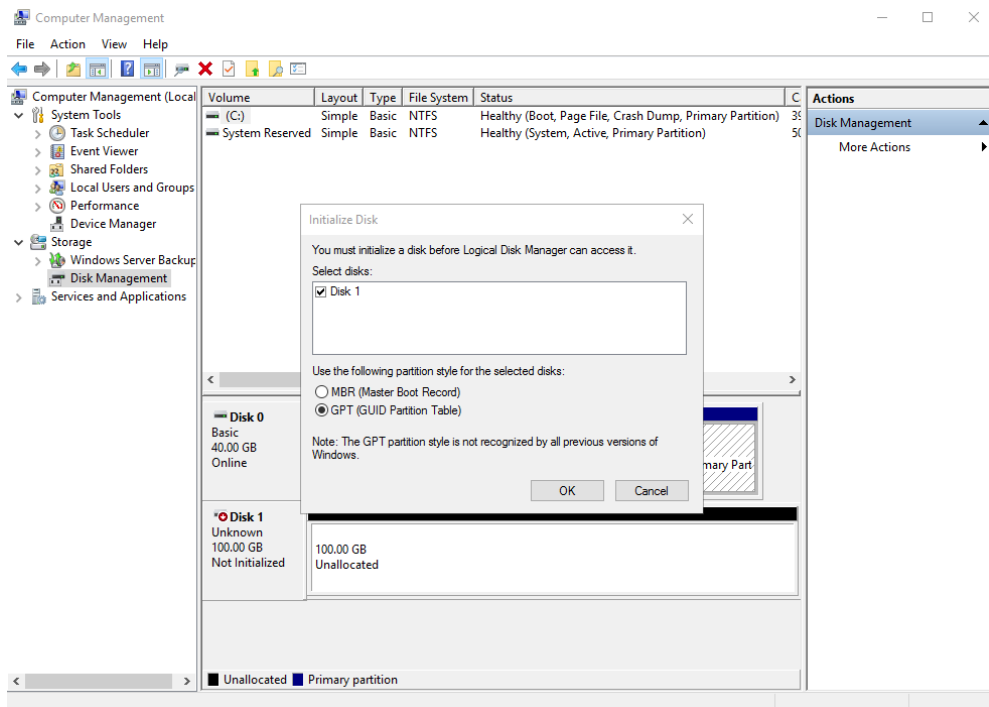 Computer Management
File Action View Help
Computer Management (Local
System Tools
Task Scheduler
Event Viewer
Shared Folders
Local Users and Groups
Performance
Device Manager
Storage
Windows Server Backup
Disk Management
Services and Applications
Volume Layout Type File System Status C
(C:) Simple Basic NTFS Healthy (Boot, Page File, Crash Dump, Primary Partition) 39
System Reserved Simple Basic NTFS Healthy (System, Active, Primary Partition) 50
Initialize Disk
You must initialize a disk before Logical Disk Manager can access it.
Select disks:
Disk 1
Use the following partition style for the selected disks:
MBR (Master Boot Record)
GPT (GUID Partition Table)
Note: The GPT partition style is not recognized by all previous versions of
Windows.
OK Cancel
Disk 0
Basic
40.00 GB
Online
mary Part
Disk 1
Unknown
100.00 GB
Not Initialized
100.00 GB
Unallocated
Unallocated Primary partition
Actions
Disk Management
More Actions